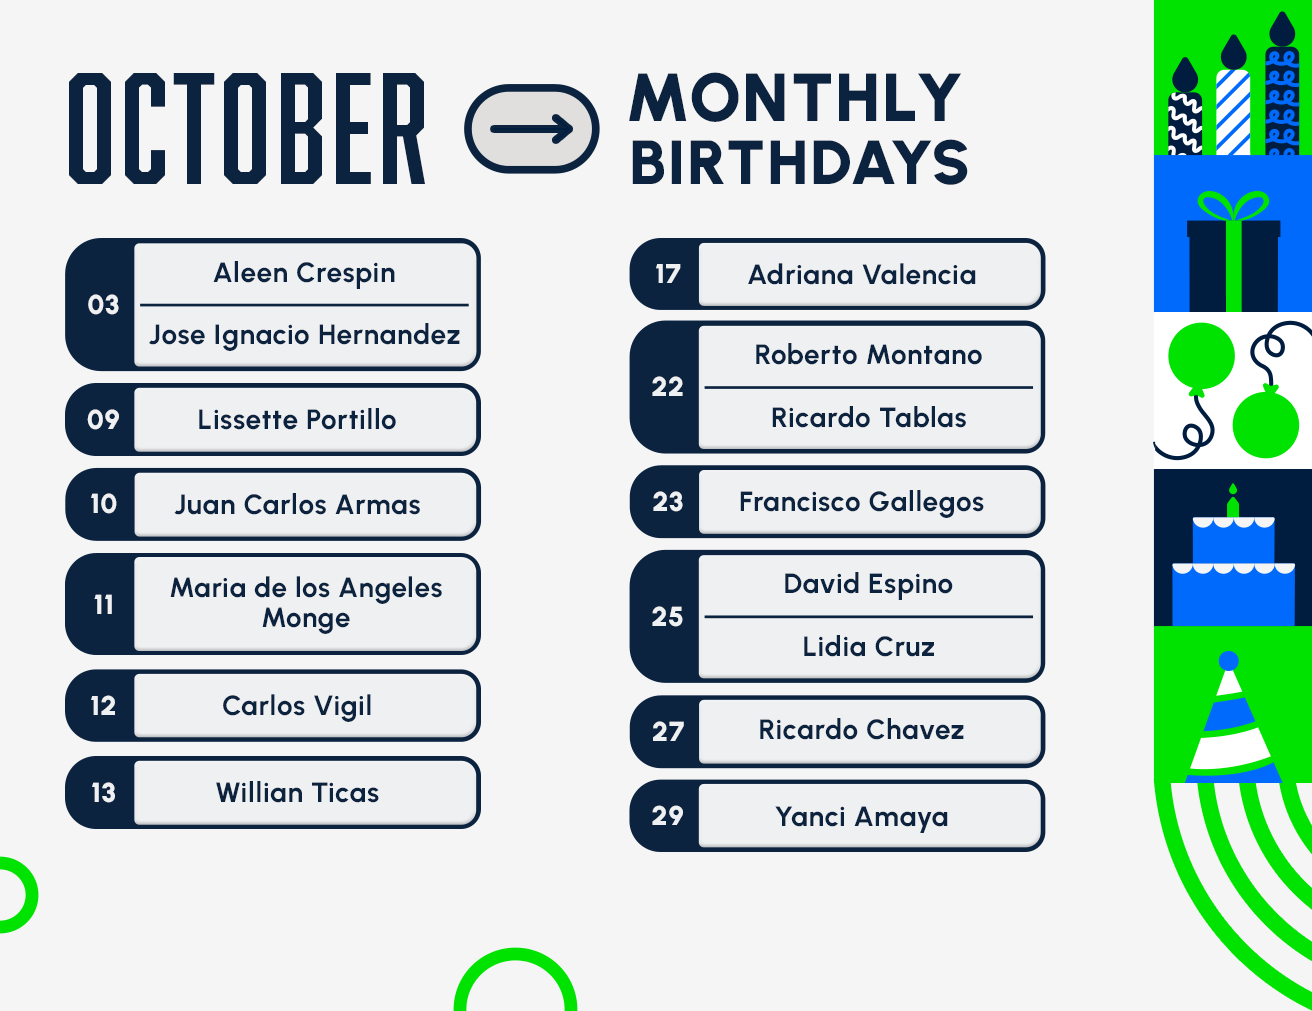 OCTOBER
MONTHLY
BIRTHDAYS
03
Aleen Crespin
Jose Ignacio Hernandez
09
Lissette Portillo
10
Juan Carlos Armas
11
Maria de los Angeles
Monge
12
Carlos Vigil
13
Willian Ticas
17
Adriana Valencia
22
Roberto Montano
Ricardo Tablas
23
Francisco Gallegos
25
David Espino
Lidia Cruz
27
Ricardo Chavez
29
Yanci Amaya